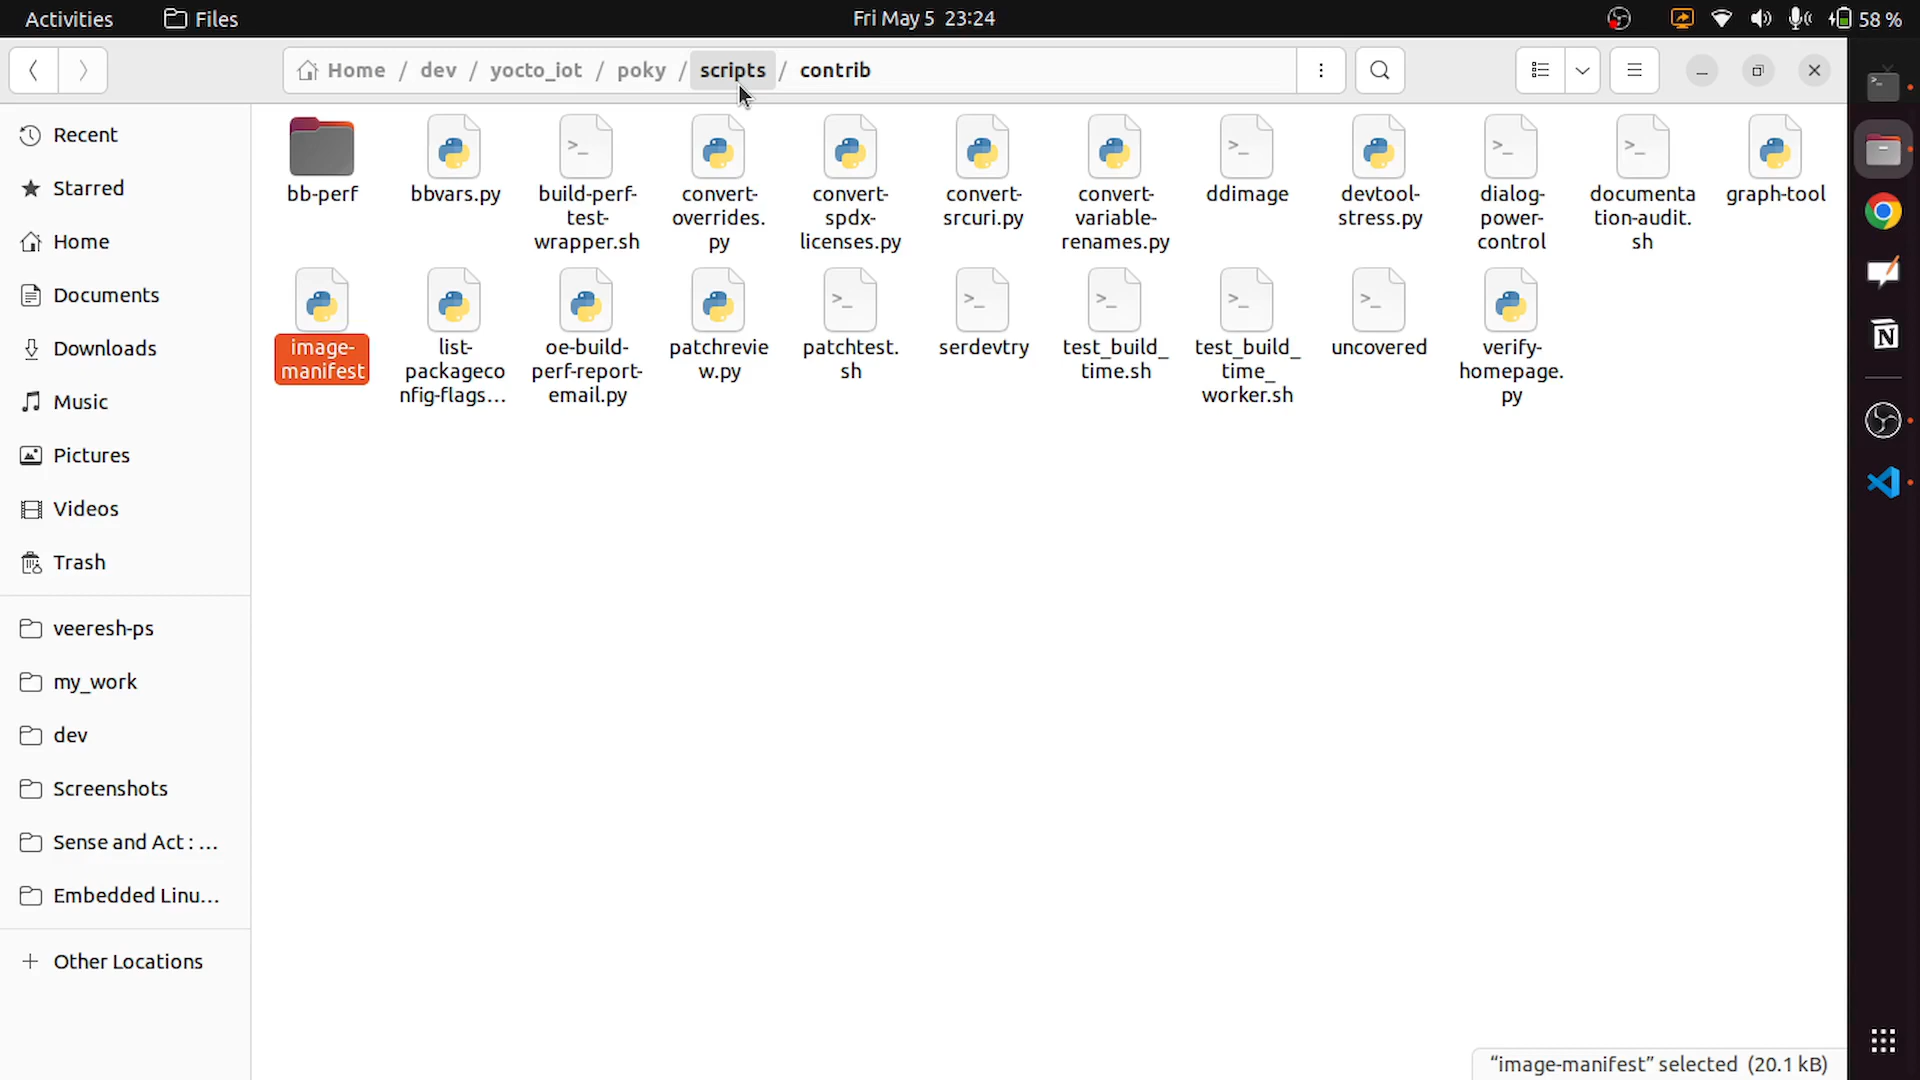 Activities Files Fri May 5 23:24 58 %
Home / dev / yocto_iot / poky / scripts / contrib
Recent
Starred
Home
Documents
Downloads
Music
Pictures
Videos
Trash
veeresh-ps
my_work
dev
Screenshots
Sense and Act : ...
Embedded Linu...
Other Locations
bb-perf
bbvars.py
build-perf-
test-
wrapper.sh
convert-
overrides.
py
convert-
spdx-
licenses.py
convert-
srcuri.py
convert-
variable-
renames.py
ddimage
devtool-
stress.py
dialog-
power-
control
documenta
tion-audit.
sh
graph-tool
image-
manifest
list-
packageco
nfig-flags...
oe-build-
perf-report-
email.py
patchrevie
w.py
patchtest.
sh
serdevtry
test_build_
time.sh
test_build_
time_
worker.sh
uncovered
verify-
homepage.
py
“image-manifest” selected (20.1 kB)